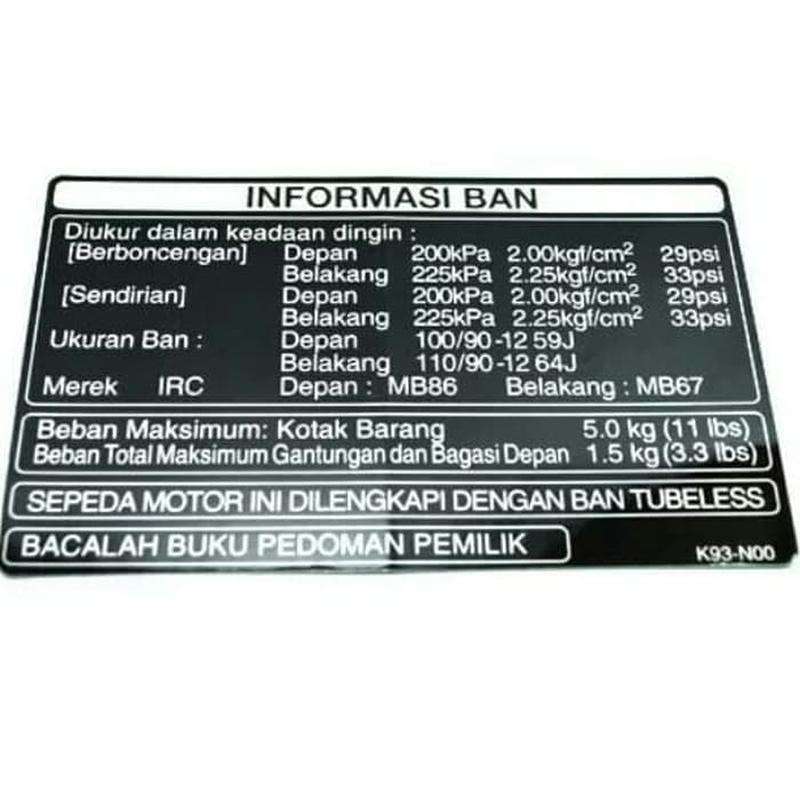 INFORMASI BAN
Diukur dalam keadaan dingin :
[Berboncengan] Depan 200kPa 2.00kgf/cm² 29psi
Belakang 225kPa 2.25kgf/cm² 33psi
[Sendirian] Depan 200kPa 2.00kgf/cm² 29psi
Belakang 225kPa 2.25kgf/cm² 33psi
Ukuran Ban : Depan 100/90-12 59J
Belakang 110/90-12 64J
Merek IRC Depan : MB86 Belakang : MB67
Beban Maksimum: Kotak Barang 5.0 kg (11 lbs)
Beban Total Maksimum Gantungan dan Bagasi Depan 1.5 kg (3.3 lbs)
SEPEDA MOTOR INI DILENGKAPI DENGAN BAN TUBELESS
BACALAH BUKU PEDOMAN PEMILIK
K93-N00